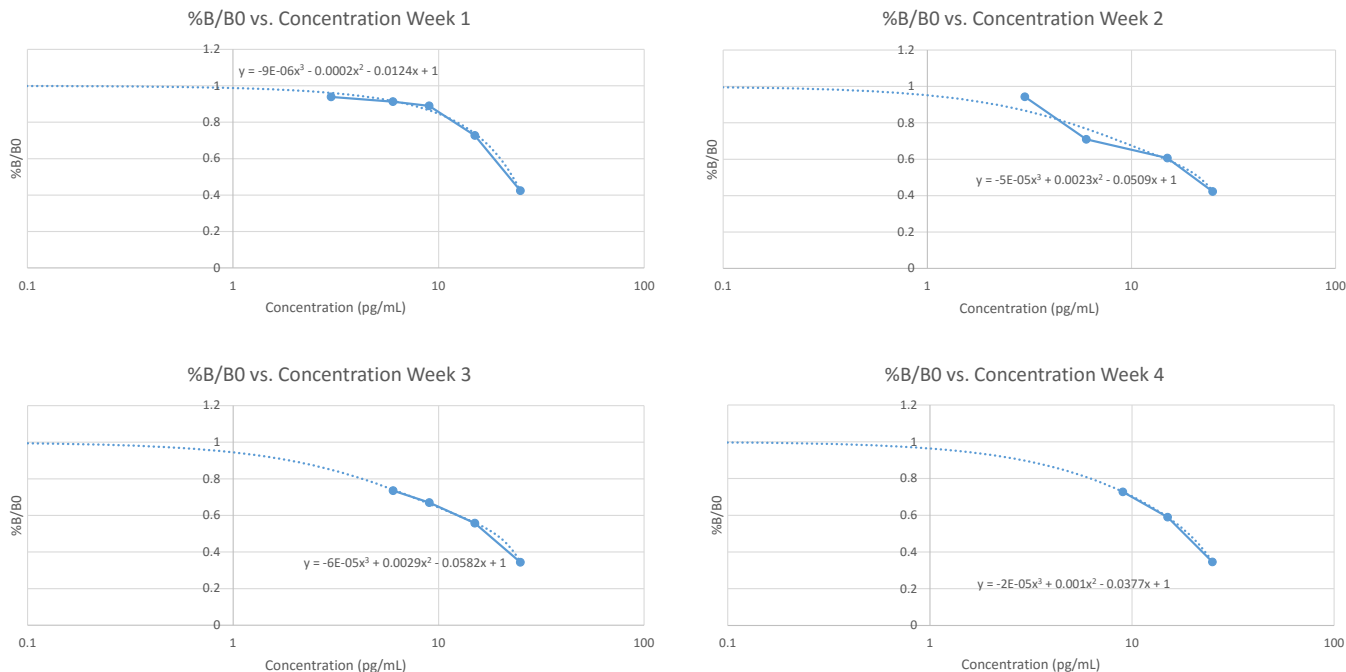 %B/B0 vs. Concentration Week 1
1.2
y = -9E-06x³ - 0.0002x² - 0.0124x + 1
1
0.8
0.6
0.4
0.2
0
0.1
1
10
100
%B/B0
Concentration (pg/mL)
%B/B0 vs. Concentration Week 2
1.2
1
0.8
0.6
y = -5E-05x³ + 0.0023x² - 0.0509x + 1
0.4
0.2
0
0.1
1
10
100
%B/B0
Concentration (pg/mL)
%B/B0 vs. Concentration Week 3
1.2
1
0.8
0.6
0.4
y = -6E-05x³ + 0.0029x² - 0.0582x + 1
0.2
0
0.1
1
10
100
%B/B0
Concentration (pg/mL)
%B/B0 vs. Concentration Week 4
1.2
1
0.8
0.6
0.4
0.2
y = -2E-05x³ + 0.001x² - 0.0377x + 1
0
0.1
1
10
100
%B/B0
Concentration (pg/mL)